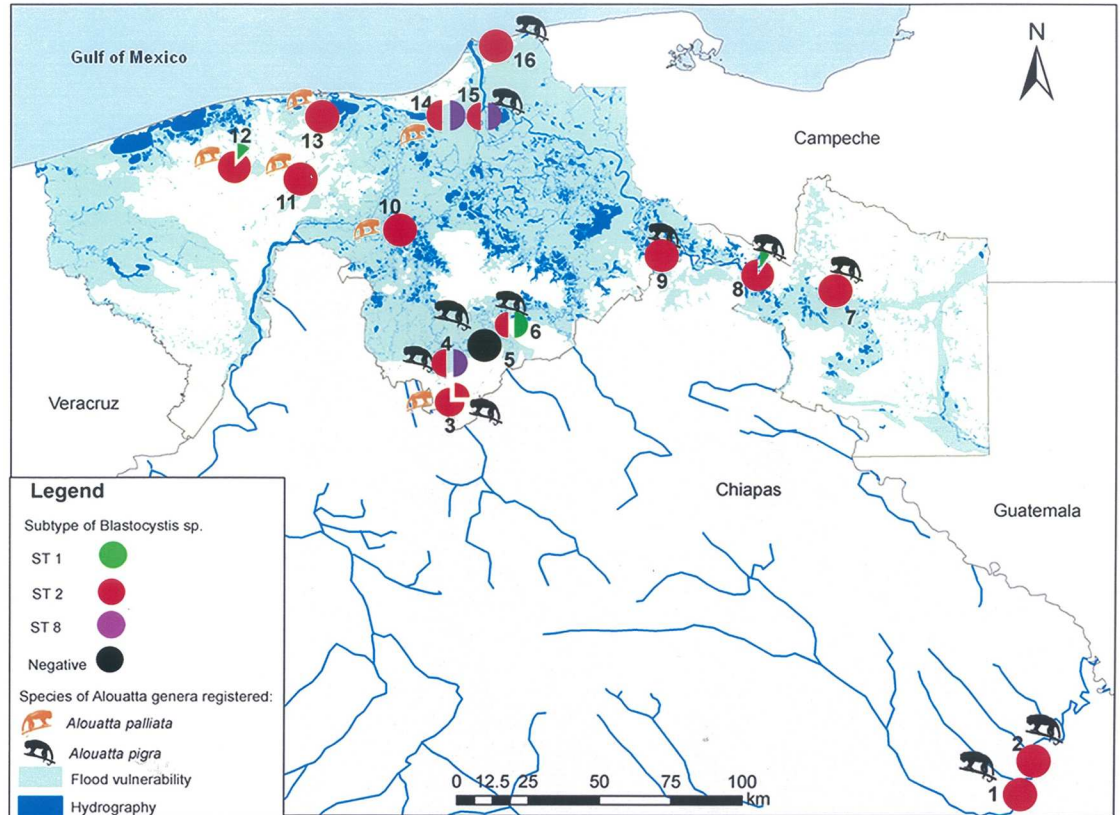 N
Gulf of Mexico
16
14
15
13
12
11
10
Campeche
9
8
7
6
5
4
3
Veracruz
Chiapas
Guatemala
2
1
Legend
Subtype of Blastocystis sp.
ST 1
ST 2
ST 8
Negative
Species of Alouatta genera registered:
Alouatta palliata
Alouatta pigra
Flood vulnerability
Hydrography
0 12.5 25 50 75 100
km